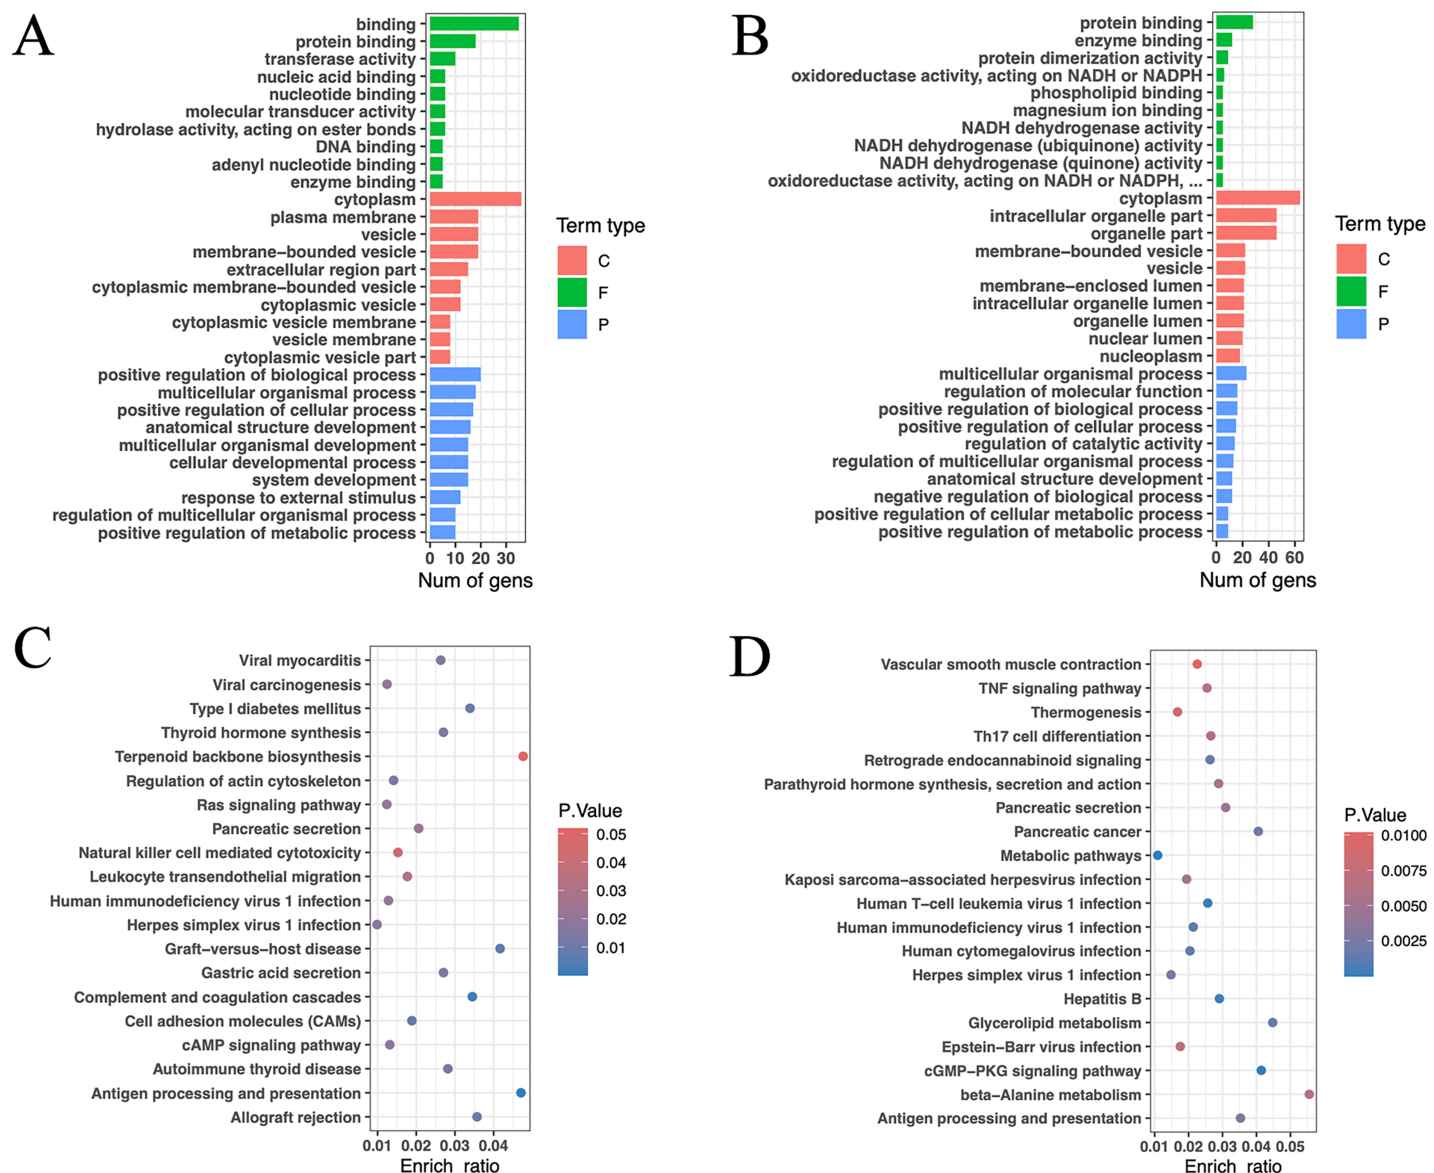 A
binding
protein binding
transferase activity
nucleic acid binding
nucleotide binding
molecular transducer activity
hydrolase activity, acting on ester bonds
DNA binding
adenyl nucleotide binding
enzyme binding
cytoplasm
plasma membrane
vesicle
membrane−bounded vesicle
extracellular region part
cytoplasmic membrane−bounded vesicle
cytoplasmic vesicle
cytoplasmic vesicle membrane
vesicle membrane
cytoplasmic vesicle part
positive regulation of biological process
multicellular organismal process
positive regulation of cellular process
anatomical structure development
multicellular organismal development
cellular developmental process
system development
response to external stimulus
regulation of multicellular organismal process
positive regulation of metabolic process
0 10 20 30
Num of gens
Term type
C
F
P
B
protein binding
enzyme binding
protein dimerization activity
oxidoreductase activity, acting on NADH or NADPH
phospholipid binding
magnesium ion binding
NADH dehydrogenase activity
NADH dehydrogenase (ubiquinone) activity
NADH dehydrogenase (quinone) activity
oxidoreductase activity, acting on NADH or NADPH, ...
cytoplasm
intracellular organelle part
organelle part
membrane−bounded vesicle
vesicle
membrane−enclosed lumen
intracellular organelle lumen
organelle lumen
nuclear lumen
nucleoplasm
multicellular organismal process
regulation of molecular function
positive regulation of biological process
positive regulation of cellular process
regulation of catalytic activity
regulation of multicellular organismal process
anatomical structure development
negative regulation of biological process
positive regulation of cellular metabolic process
positive regulation of metabolic process
0 20 40 60
Num of gens
Term type
C
F
P
C
Viral myocarditis
Viral carcinogenesis
Type I diabetes mellitus
Thyroid hormone synthesis
Terpenoid backbone biosynthesis
Regulation of actin cytoskeleton
Ras signaling pathway
Pancreatic secretion
Natural killer cell mediated cytotoxicity
Leukocyte transendothelial migration
Human immunodeficiency virus 1 infection
Herpes simplex virus 1 infection
Graft−versus−host disease
Gastric acid secretion
Complement and coagulation cascades
Cell adhesion molecules (CAMs)
cAMP signaling pathway
Autoimmune thyroid disease
Antigen processing and presentation
Allograft rejection
0.01 0.02 0.03 0.04
Enrich ratio
P.Value
0.05
0.04
0.03
0.02
0.01
D
Vascular smooth muscle contraction
TNF signaling pathway
Thermogenesis
Th17 cell differentiation
Retrograde endocannabinoid signaling
Parathyroid hormone synthesis, secretion and action
Pancreatic secretion
Pancreatic cancer
Metabolic pathways
Kaposi sarcoma−associated herpesvirus infection
Human T−cell leukemia virus 1 infection
Human immunodeficiency virus 1 infection
Human cytomegalovirus infection
Herpes simplex virus 1 infection
Hepatitis B
Glycerolipid metabolism
Epstein−Barr virus infection
cGMP−PKG signaling pathway
beta−Alanine metabolism
Antigen processing and presentation
0.01 0.02 0.03 0.04 0.05
Enrich ratio
P.Value
0.0100
0.0075
0.0050
0.0025